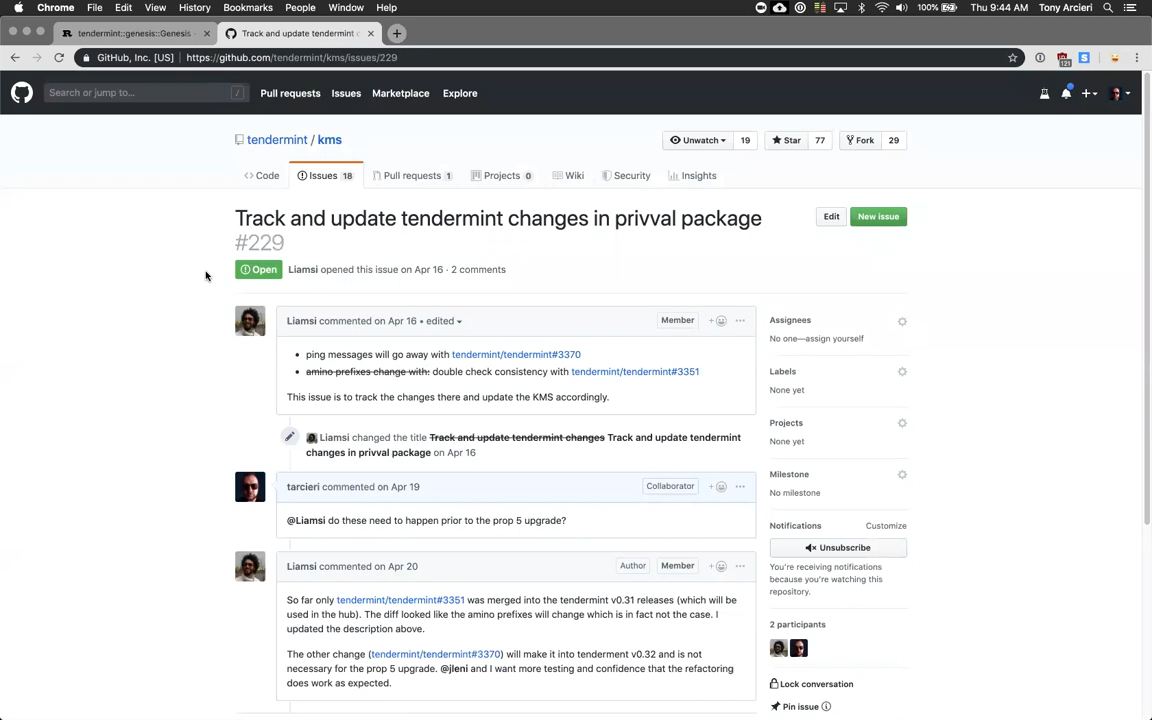 Chrome File Edit View History Bookmarks People Window Help 100% Thu 9:44 AM Tony Arcieri
tendermint::genesis::Genesis Track and update tendermint c
GitHub, Inc. [US] | https://github.com/tendermint/kms/issues/229 121
Search or jump to... / Pull requests Issues Marketplace Explore
tendermint / kms Unwatch 19 Star 77 Fork 29
Code Issues 18 Pull requests 1 Projects 0 Wiki Security Insights
Track and update tendermint changes in privval package
#229
Edit New issue
Open Liamsi opened this issue on Apr 16 · 2 comments
Liamsi commented on Apr 16 • edited Member
• ping messages will go away with tendermint/tendermint#3370
• amino prefixes change with: double check consistency with tendermint/tendermint#3351
This issue is to track the changes there and update the KMS accordingly.
Liamsi changed the title Track and update tendermint changes Track and update tendermint
changes in privval package on Apr 16
tarcieri commented on Apr 19 Collaborator
@Liamsi do these need to happen prior to the prop 5 upgrade?
Liamsi commented on Apr 20 Author Member
So far only tendermint/tendermint#3351 was merged into the tendermint v0.31 releases (which will be
used in the hub). The diff looked like the amino prefixes will change which is in fact not the case. I
updated the description above.
The other change (tendermint/tendermint#3370) will make it into tenderment v0.32 and is not
necessary for the prop 5 upgrade. @jleni and I want more testing and confidence that the refactoring
does work as expected.
Assignees
No one—assign yourself
Labels
None yet
Projects
None yet
Milestone
No milestone
Notifications Customize
Unsubscribe
You're receiving notifications
because you're watching this
repository.
2 participants
Lock conversation
Pin issue